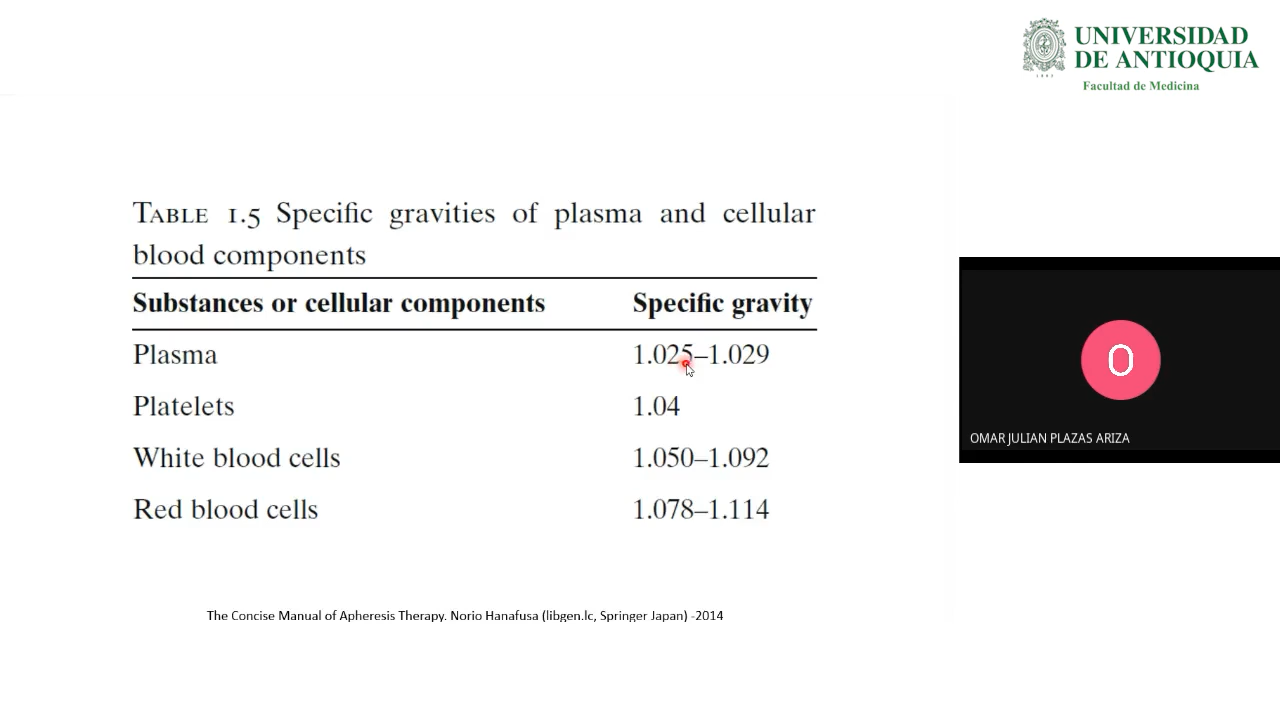 UNIVERSIDAD
DE ANTIOQUIA
1803
Facultad de Medicina
TABLE 1.5 Specific gravities of plasma and cellular
blood components
Substances or cellular components Specific gravity
Plasma 1.025–1.029
Platelets 1.04
White blood cells 1.050–1.092
Red blood cells 1.078–1.114
The Concise Manual of Apheresis Therapy. Norio Hanafusa (libgen.lc, Springer Japan) -2014
O
OMAR JULIAN PLAZAS ARIZA